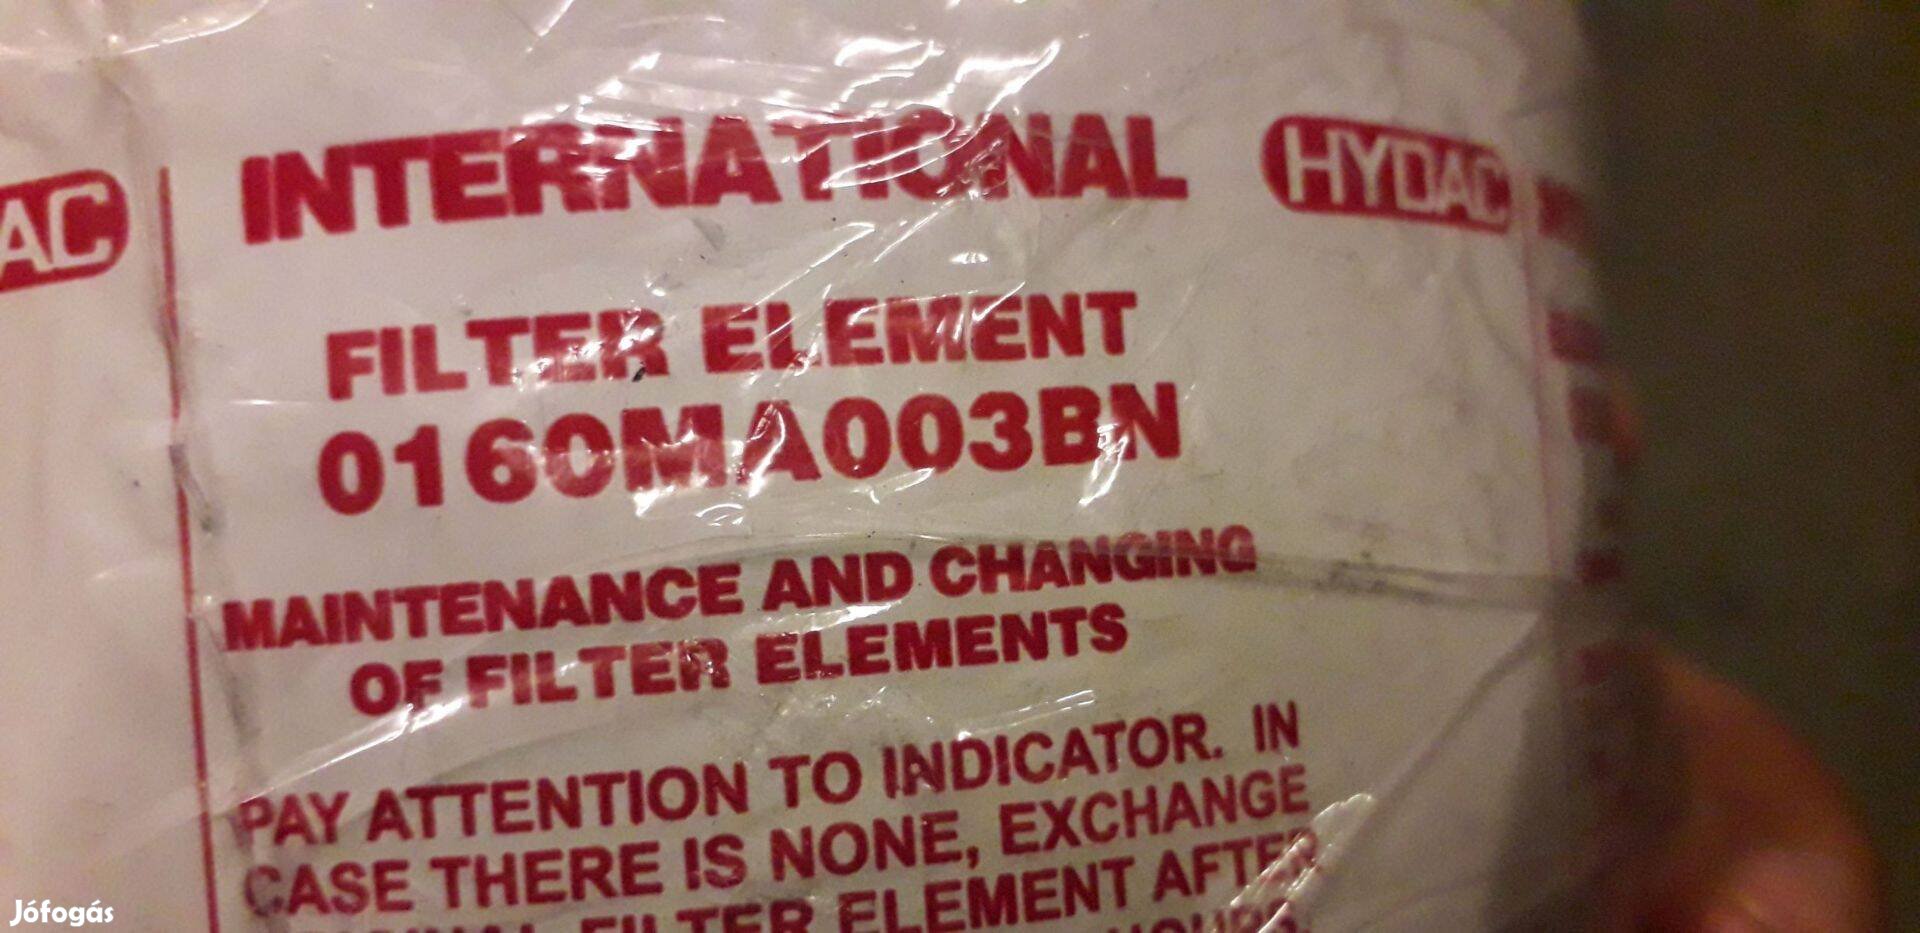 AC
INTERNATIONAL HYDAC
FILTER ELEMENT
0160MA003BN
MAINTENANCE AND CHANGING
OF FILTER ELEMENTS
PAY ATTENTION TO INDICATOR. IN
CASE THERE IS NONE, EXCHANGE
FILTER ELEMENT AFTER
HOURS.
Jófogás